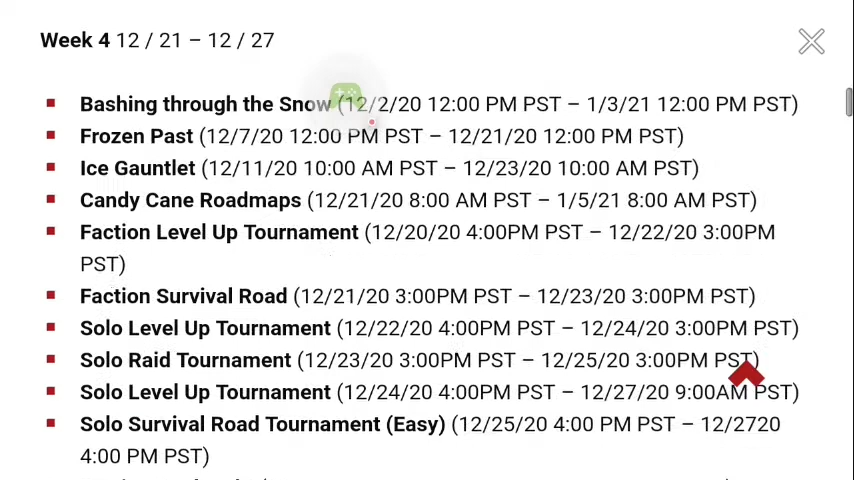 Week 4 12 / 21 – 12 / 27
Bashing through the Snow (12/2/20 12:00 PM PST – 1/3/21 12:00 PM PST)
Frozen Past (12/7/20 12:00 PM PST – 12/21/20 12:00 PM PST)
Ice Gauntlet (12/11/20 10:00 AM PST – 12/23/20 10:00 AM PST)
Candy Cane Roadmaps (12/21/20 8:00 AM PST – 1/5/21 8:00 AM PST)
Faction Level Up Tournament (12/20/20 4:00PM PST – 12/22/20 3:00PM
PST)
Faction Survival Road (12/21/20 3:00PM PST – 12/23/20 3:00PM PST)
Solo Level Up Tournament (12/22/20 4:00PM PST – 12/24/20 3:00PM PST)
Solo Raid Tournament (12/23/20 3:00PM PST – 12/25/20 3:00PM PST)
Solo Level Up Tournament (12/24/20 4:00PM PST – 12/27/20 9:00AM PST)
Solo Survival Road Tournament (Easy) (12/25/20 4:00 PM PST – 12/2720
4:00 PM PST)